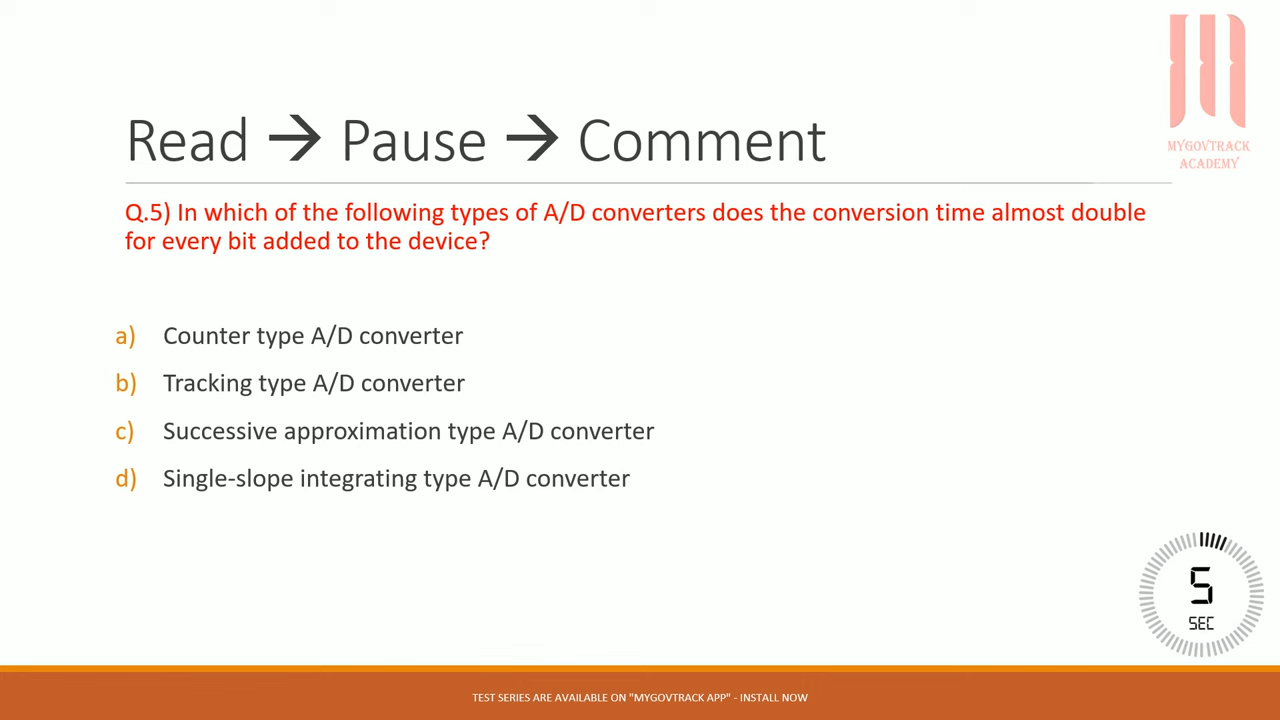 MYGOVTRACK
ACADEMY
Read → Pause → Comment
Q.5) In which of the following types of A/D converters does the conversion time almost double
for every bit added to the device?
a) Counter type A/D converter
b) Tracking type A/D converter
c) Successive approximation type A/D converter
d) Single-slope integrating type A/D converter
5
SEC
TEST SERIES ARE AVAILABLE ON "MYGOVTRACK APP" - INSTALL NOW